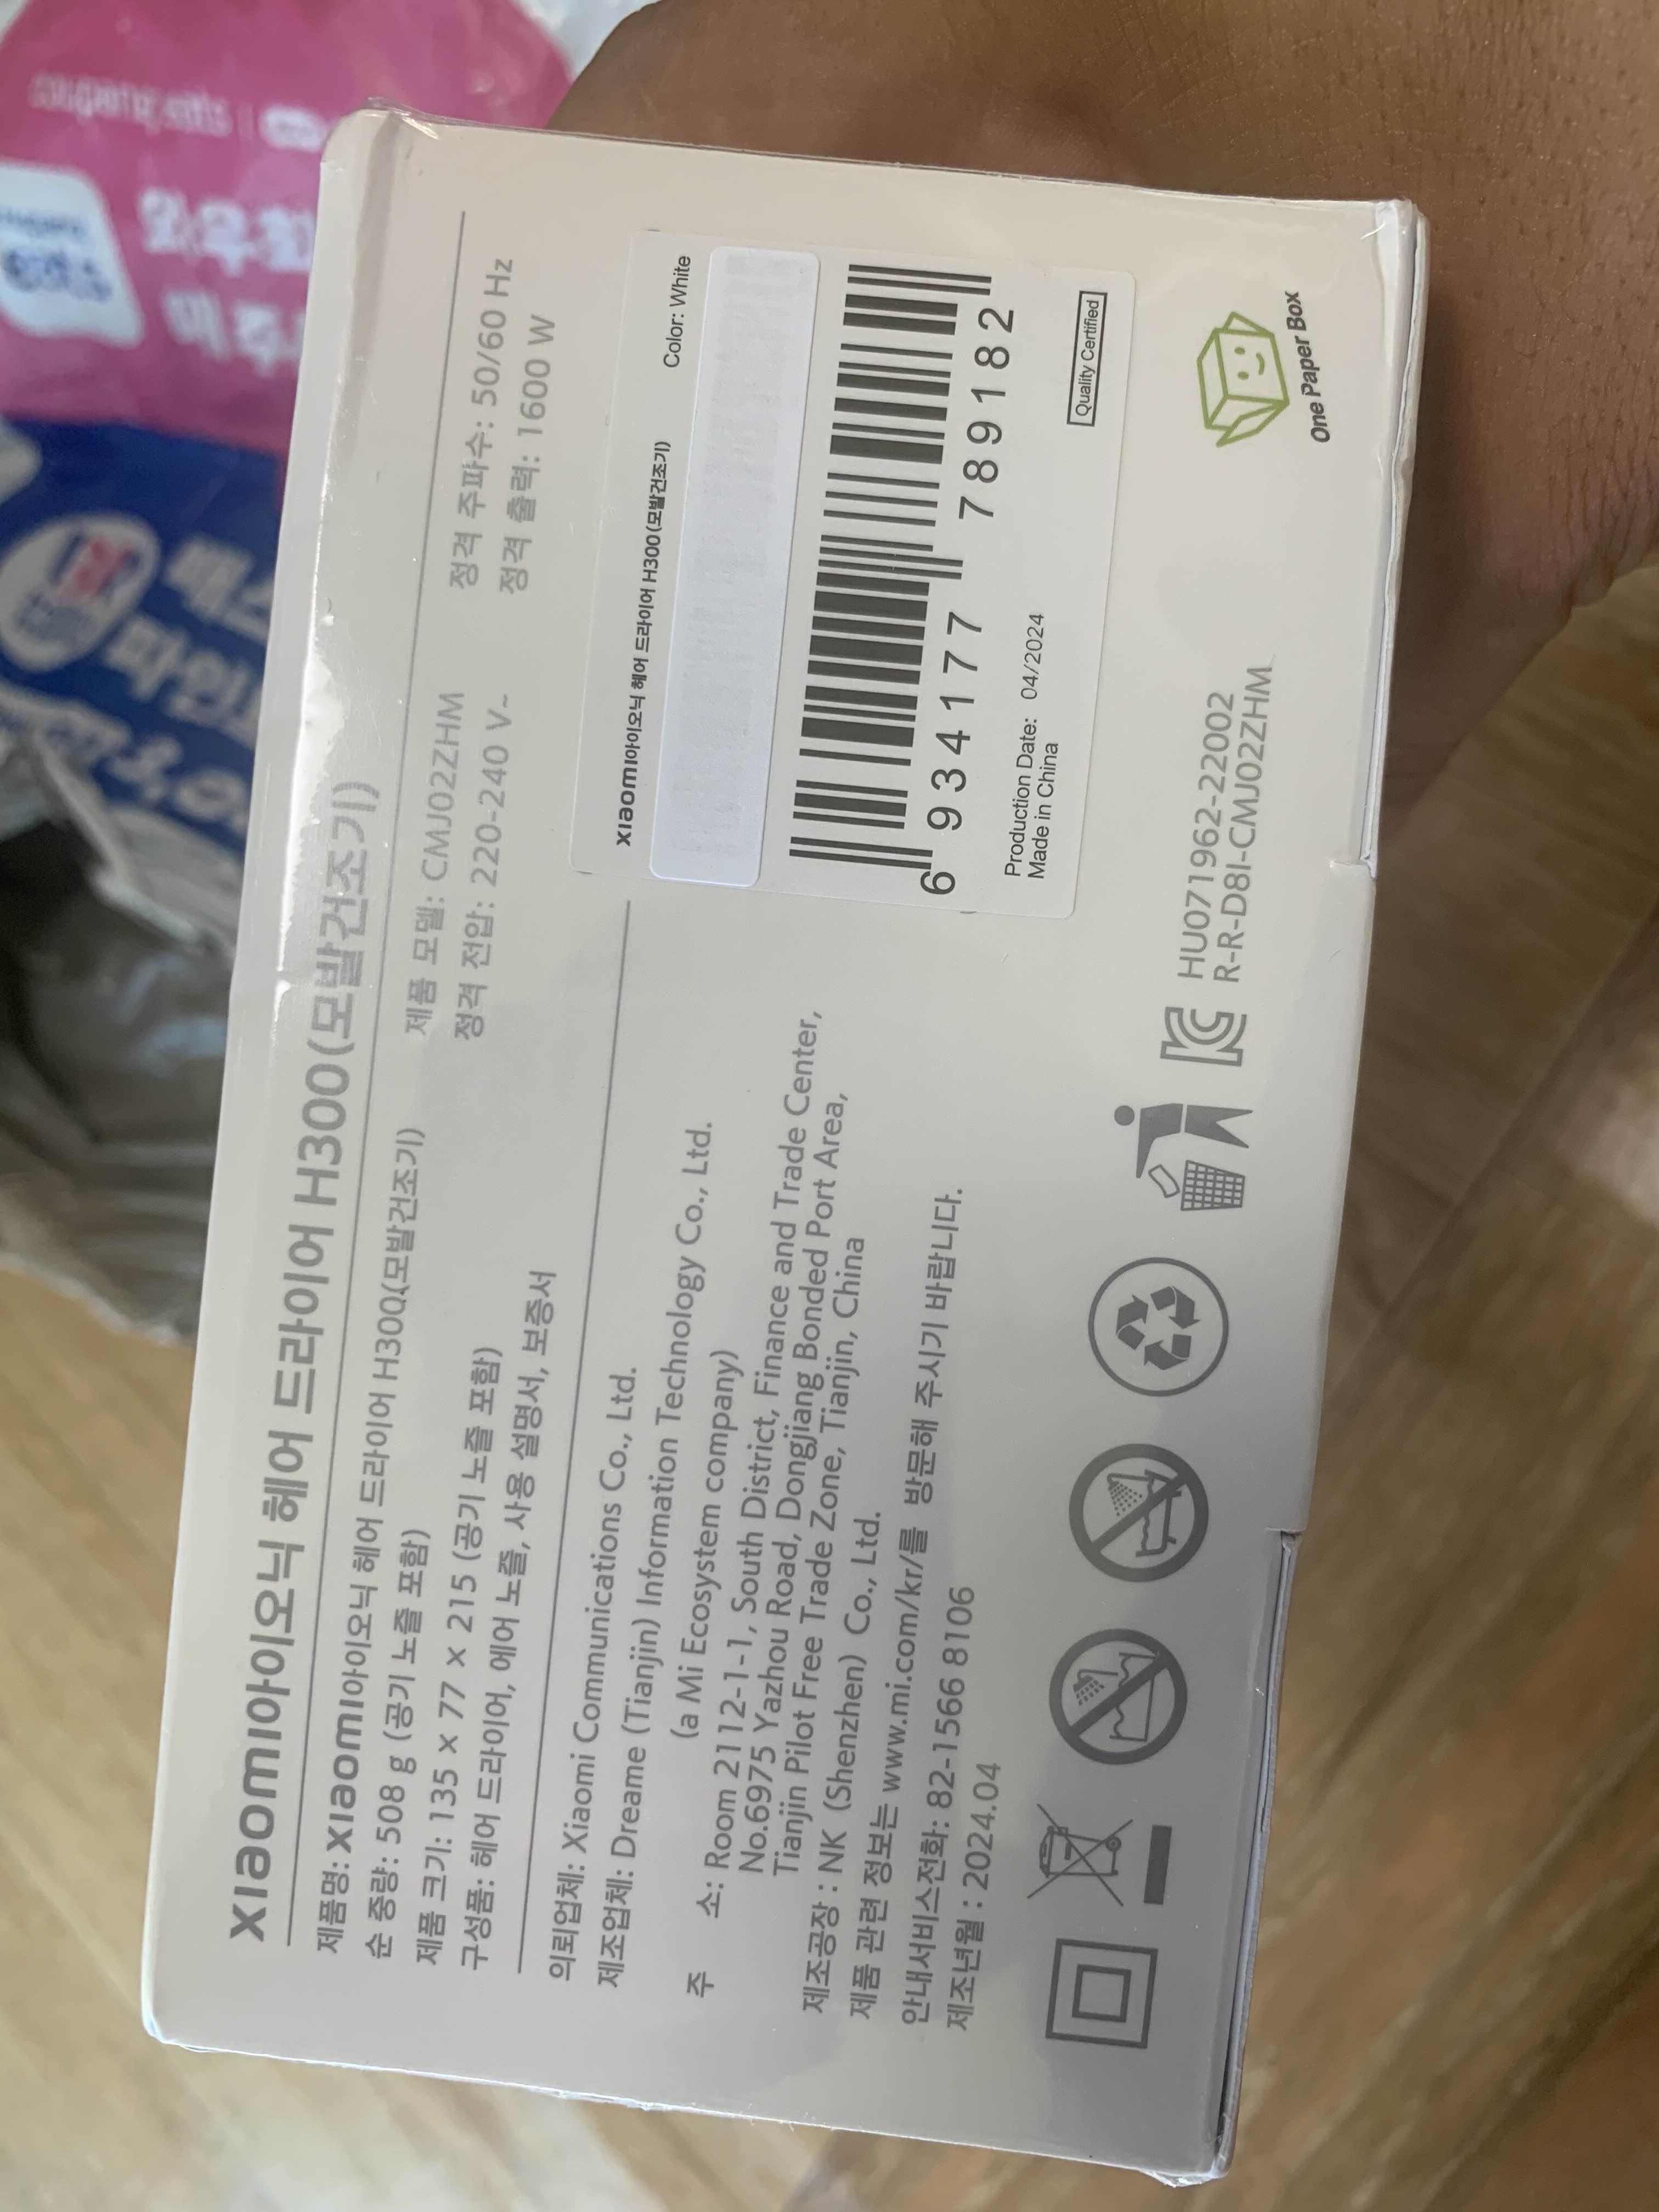 xiaomi아이오닉 헤어 드라이어 H300(모발건조기)
제품명: xiaomi아이오닉 헤어 드라이어 H300(모발건조기)
순 중량: 508 g (공기 노즐 포함)
제품 크기: 135 × 77 × 215 (공기 노즐 포함)
구성품: 헤어 드라이어, 에어 노즐, 사용 설명서, 보증서
제품 모델: CMJ02ZHM
정격 전압: 220-240 V~
정격 주파수: 50/60 Hz
정격 출력: 1600 W
의뢰업체: Xiaomi Communications Co., Ltd.
제조업체: Dreame (Tianjin) Information Technology Co., Ltd.
(a Mi Ecosystem company)
주 소: Room 2112-1-1, South District, Finance and Trade Center,
No.6975 Yazhou Road, Dongjiang Bonded Port Area,
Tianjin Pilot Free Trade Zone, Tianjin, China
제조공장 : NK (Shenzhen) Co., Ltd.
제품 관련 정보는 www.mi.com/kr/를 방문해 주시기 바랍니다.
안내서비스전화: 82-1566 8106
제조년월 : 2024.04
xiaomi아이오닉 헤어 드라이어 H300(모발건조기)
Color: White
6 934177 789182
Production Date: 04/2024
Made in China
Quality Certified
HU071962-22002
R-R-D8I-CMJ02ZHM
One Paper Box
coupang eats